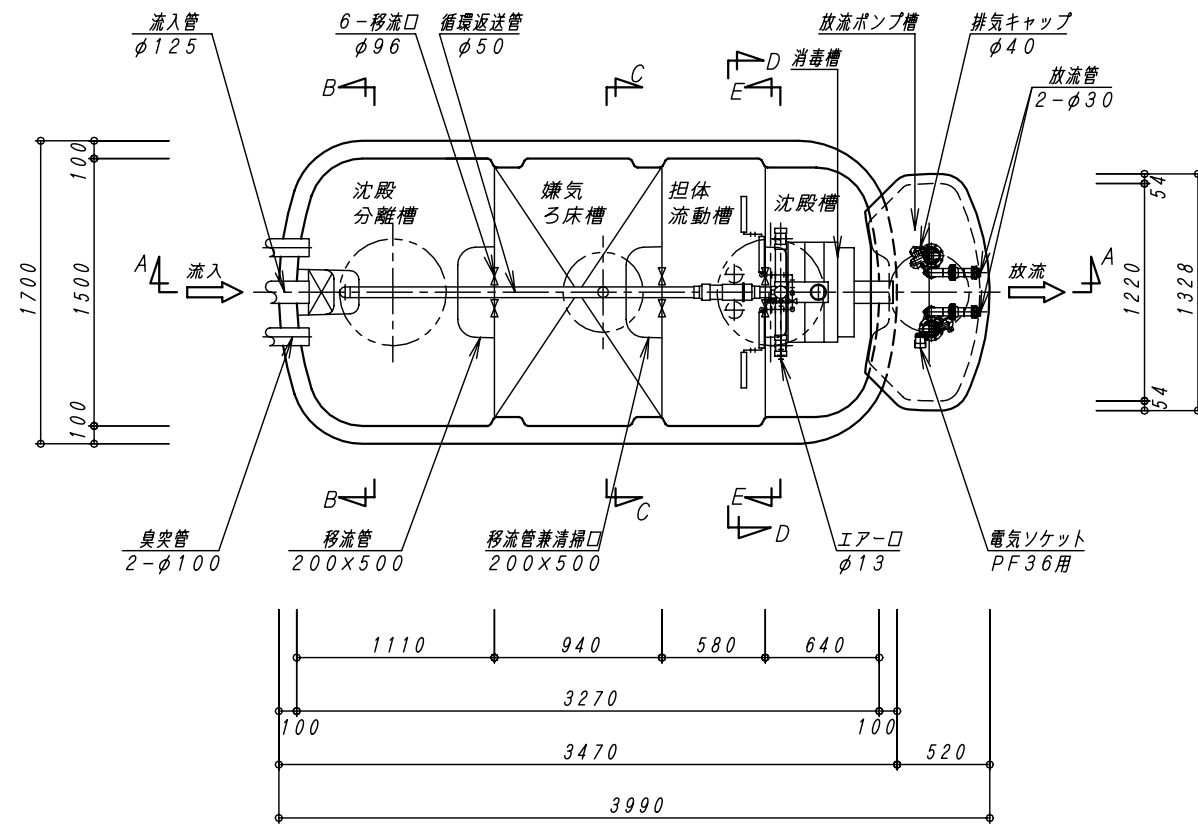 流入管
φ125
6-移流口
φ96
循環返送管
φ50
放流ポンプ槽
排気キャップ
φ40
消毒槽
放流管
2-φ30
B
C
D
E
沈殿
分離槽
嫌気
ろ床槽
担体
流動槽
沈殿槽
A
流入
放流
A
1700
1500
100
100
54
1220
1328
54
B
C
E
D
臭突管
2-φ100
移流管
200×500
移流管兼清掃口
200×500
エアー口
φ13
電気ソケット
PF36用
1110
940
580
640
3270
100
100
3470
520
3990